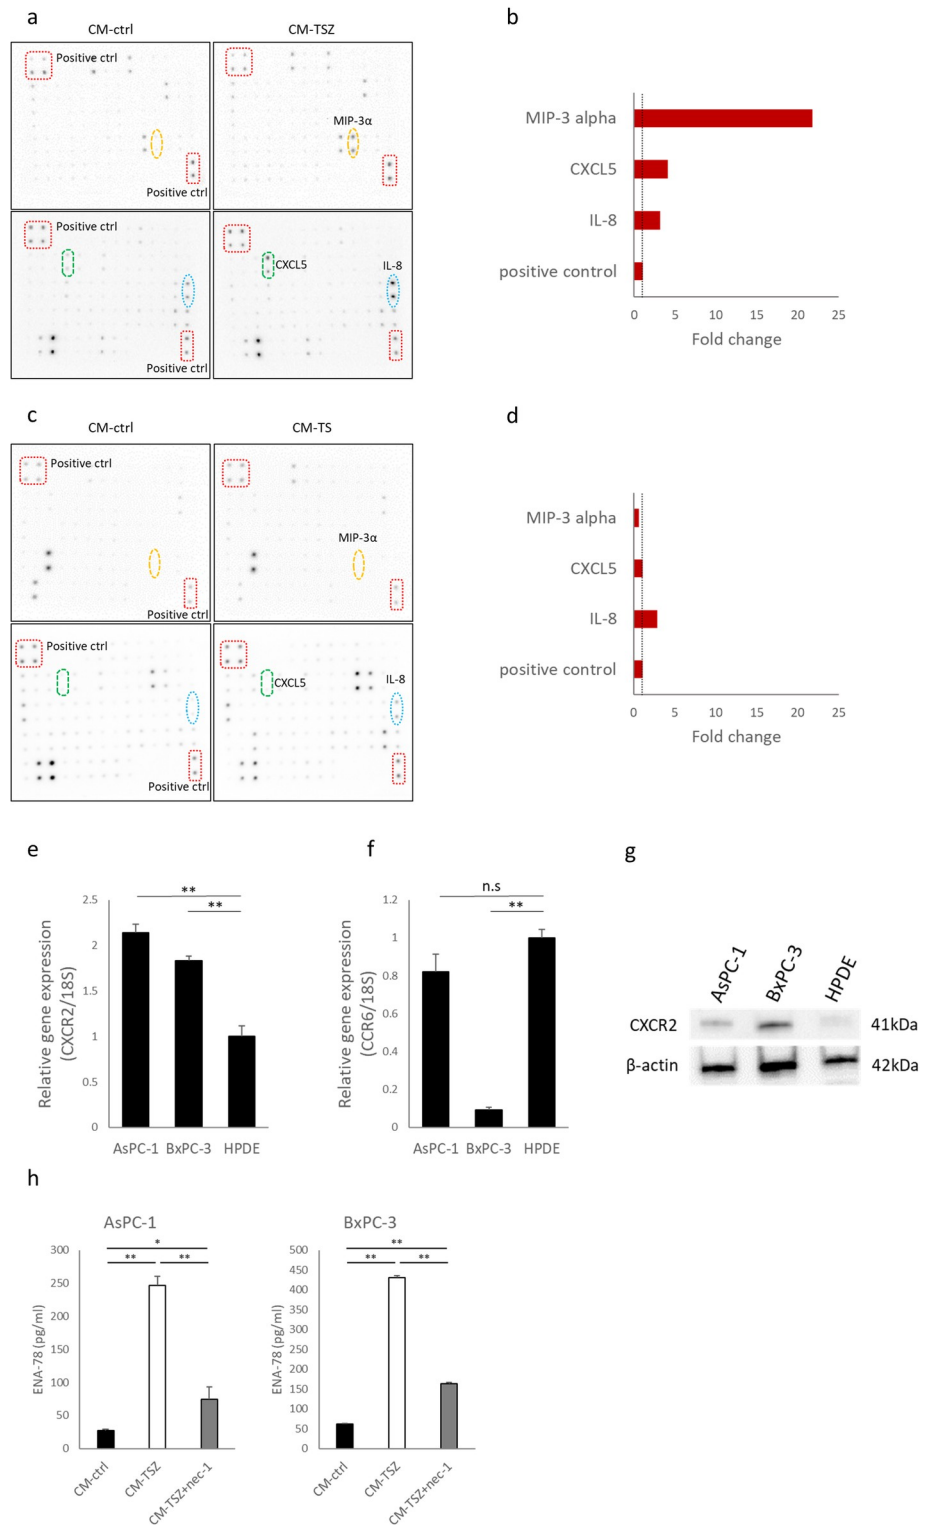 a
CM-ctrl
CM-TSZ
Positive ctrl
MIP-3α
Positive ctrl
Positive ctrl
CXCL5
IL-8
Positive ctrl
b
MIP-3 alpha
CXCL5
IL-8
positive control
0 5 10 15 20 25
Fold change
c
CM-ctrl
CM-TS
Positive ctrl
MIP-3α
Positive ctrl
Positive ctrl
CXCL5
IL-8
Positive ctrl
d
MIP-3 alpha
CXCL5
IL-8
positive control
0 5 10 15 20 25
Fold change
e
**
**
2.5
2
1.5
1
0.5
0
Relative gene expression
(CXCR2/18S)
AsPC-1 BxPC-3 HPDE
f
n.s
**
1.2
1
0.8
0.6
0.4
0.2
0
Relative gene expression
(CCR6/18S)
AsPC-1 BxPC-3 HPDE
g
AsPC-1 BxPC-3 HPDE
CXCR2 41kDa
β-actin 42kDa
h
AsPC-1
*
** **
300
250
200
150
100
50
0
ENA-78 (pg/ml)
CM-ctrl
CM-TSZ
CM-TSZ+nec-1
BxPC-3
**
** **
500
450
400
350
300
250
200
150
100
50
0
ENA-78 (pg/ml)
CM-ctrl
CM-TSZ
CM-TSZ+nec-1